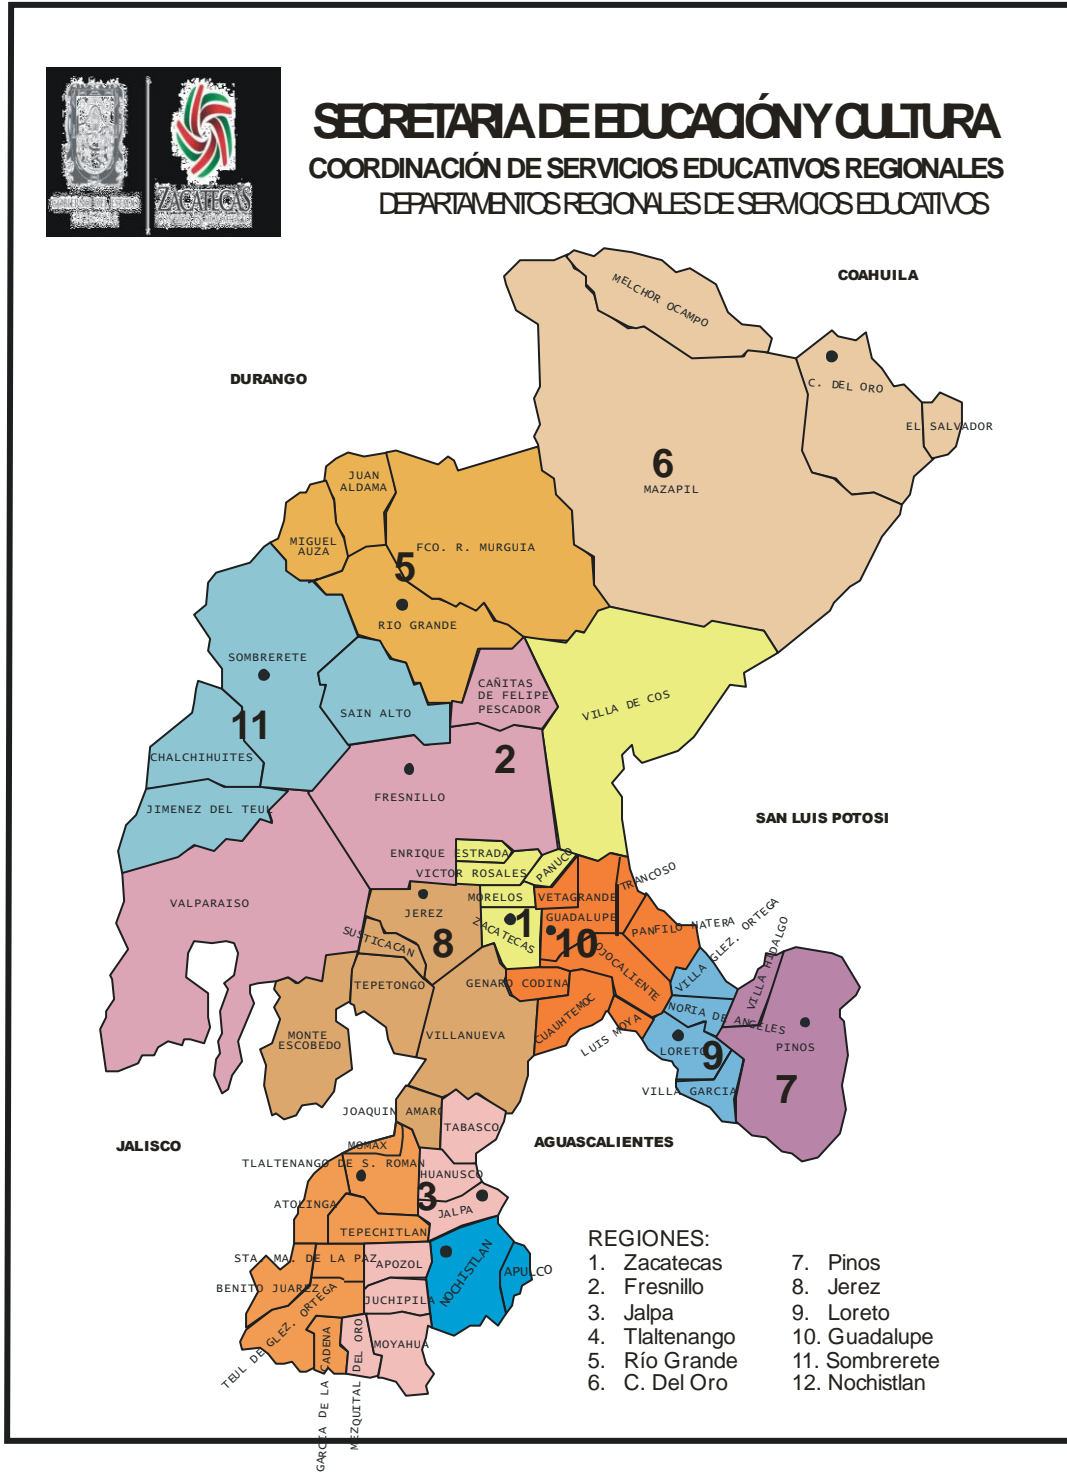 ZACATECAS
SECRETARIA DE EDUCACIÓN Y CULTURA
COORDINACIÓN DE SERVICIOS EDUCATIVOS REGIONALES
DEPARTAMENTOS REGIONALES DE SERVICIOS EDUCATIVOS
COAHUILA
MELCHOR OCAMPO
DURANGO
C. DEL ORO
EL SALVADOR
6
MAZAPIL
JUAN
ALDAMA
MIGUEL
AUZA
FCO. R. MURGUIA
5
RIO GRANDE
SOMBRERETE
CAÑITAS
DE FELIPE
PESCADOR
VILLA DE COS
SAIN ALTO
11
CHALCHIHUITES
2
FRESNILLO
JIMENEZ DEL TEUL
SAN LUIS POTOSI
ENRIQUE ESTRADA
PANUCO
VICTOR ROSALES
TRANCOSO
VALPARAISO
MORELOS
VETAGRANDE
JEREZ
ZACATECAS
1
GUADALUPE
PANFILO NATERA
VILLA GLEZ. ORTEGA
VILLA HIDALGO
SUSTICACAN
8
10
OJOCALIENTE
TEPETONGO
GENARO CODINA
NORIA DE ANGELES
MONTE
ESCOBEDO
VILLANUEVA
CUAUHTEMOC
LUIS MOYA
LORETO
9
PINOS
7
VILLA GARCIA
JOAQUIN AMARO
TABASCO
JALISCO
AGUASCALIENTES
MOMAX
TLALTENANGO DE S. ROMAN
HUANUSCO
3
JALPA
ATOLINGA
TEPECHITLAN
STA. MA. DE LA PAZ
APOZOL
NOCHISTLAN
APULCO
BENITO JUAREZ
JUCHIPILA
TEUL DE GLEZ. ORTEGA
MOYAHUA
GARCIA DE LA CADENA
MEZQUITAL DEL ORO
REGIONES:
1. Zacatecas
2. Fresnillo
3. Jalpa
4. Tlaltenango
5. Río Grande
6. C. Del Oro
7. Pinos
8. Jerez
9. Loreto
10. Guadalupe
11. Sombrerete
12. Nochistlan